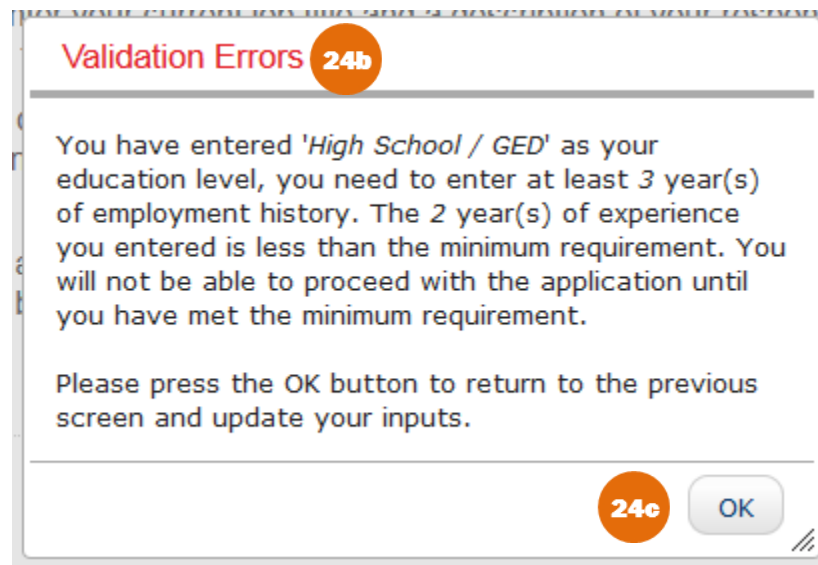 Validation Errors 24b
You have entered 'High School / GED' as your
education level, you need to enter at least 3 year(s)
of employment history. The 2 year(s) of experience
you entered is less than the minimum requirement. You
will not be able to proceed with the application until
you have met the minimum requirement.
Please press the OK button to return to the previous
screen and update your inputs.
24c OK